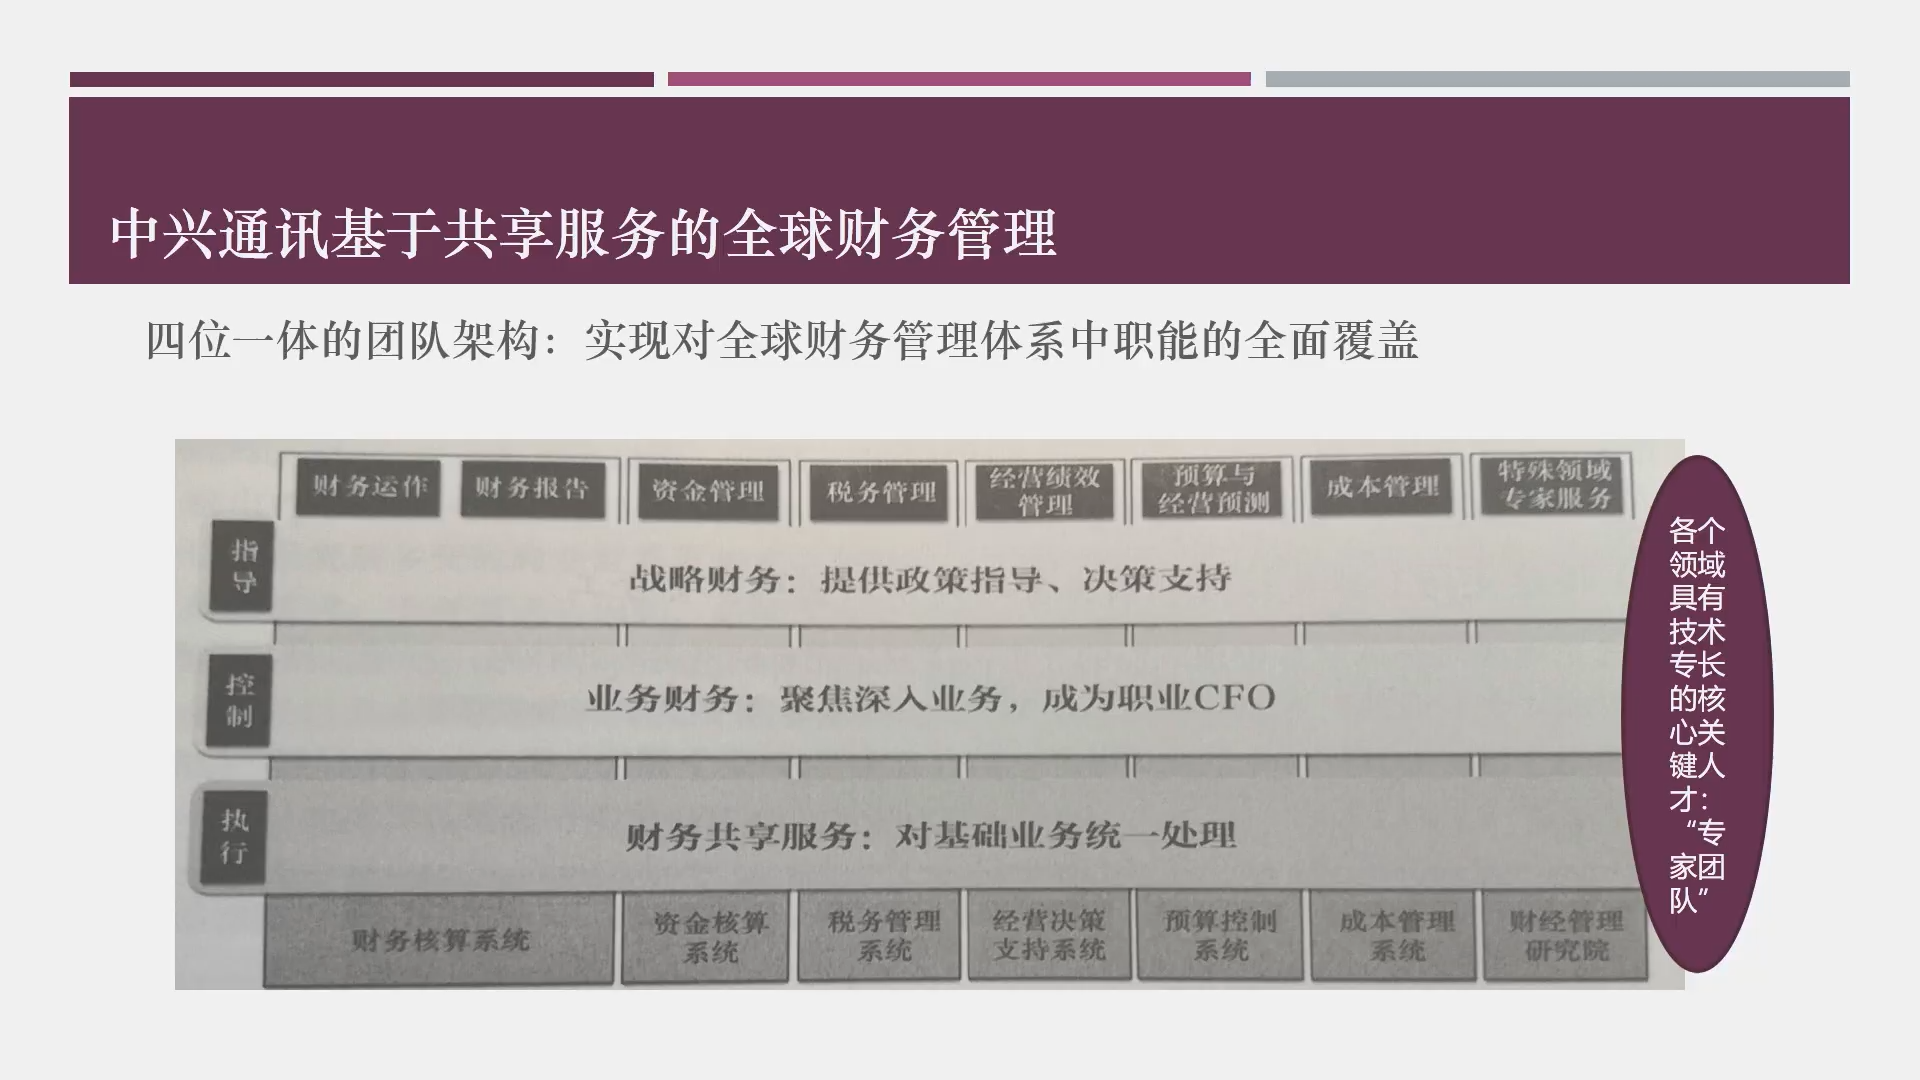 中兴通讯基于共享服务的全球财务管理
四位一体的团队架构：实现对全球财务管理体系中职能的全面覆盖
财务运作
财务报告
资金管理
税务管理
经营绩效
管理
预算与
经营预测
成本管理
特殊领域
专家服务
指
导
战略财务：提供政策指导、决策支持
控
制
业务财务：聚焦深入业务，成为职业CFO
执
行
财务共享服务：对基础业务统一处理
财务核算系统
资金核算
系统
税务管理
系统
经营决策
支持系统
预算控制
系统
成本管理
系统
财经管理
研究院
各个
领域
具有
技术
专长
的核
心关
键人
才：
“专
家团
队”